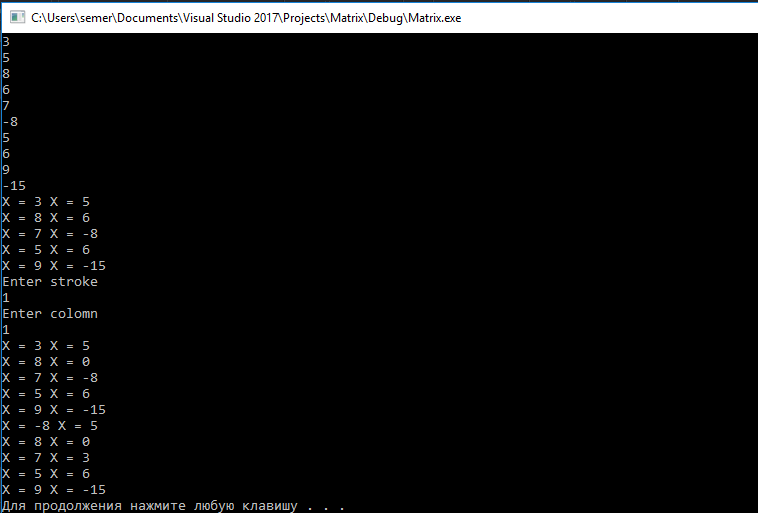 C:\Users\semer\Documents\Visual Studio 2017\Projects\Matrix\Debug\Matrix.exe
3
5
8
6
7
-8
5
6
9
-15
X = 3 X = 5
X = 8 X = 6
X = 7 X = -8
X = 5 X = 6
X = 9 X = -15
Enter stroke
1
Enter colomn
1
X = 3 X = 5
X = 8 X = 0
X = 7 X = -8
X = 5 X = 6
X = 9 X = -15
X = -8 X = 5
X = 8 X = 0
X = 7 X = 3
X = 5 X = 6
X = 9 X = -15
Для продолжения нажмите любую клавишу . . .